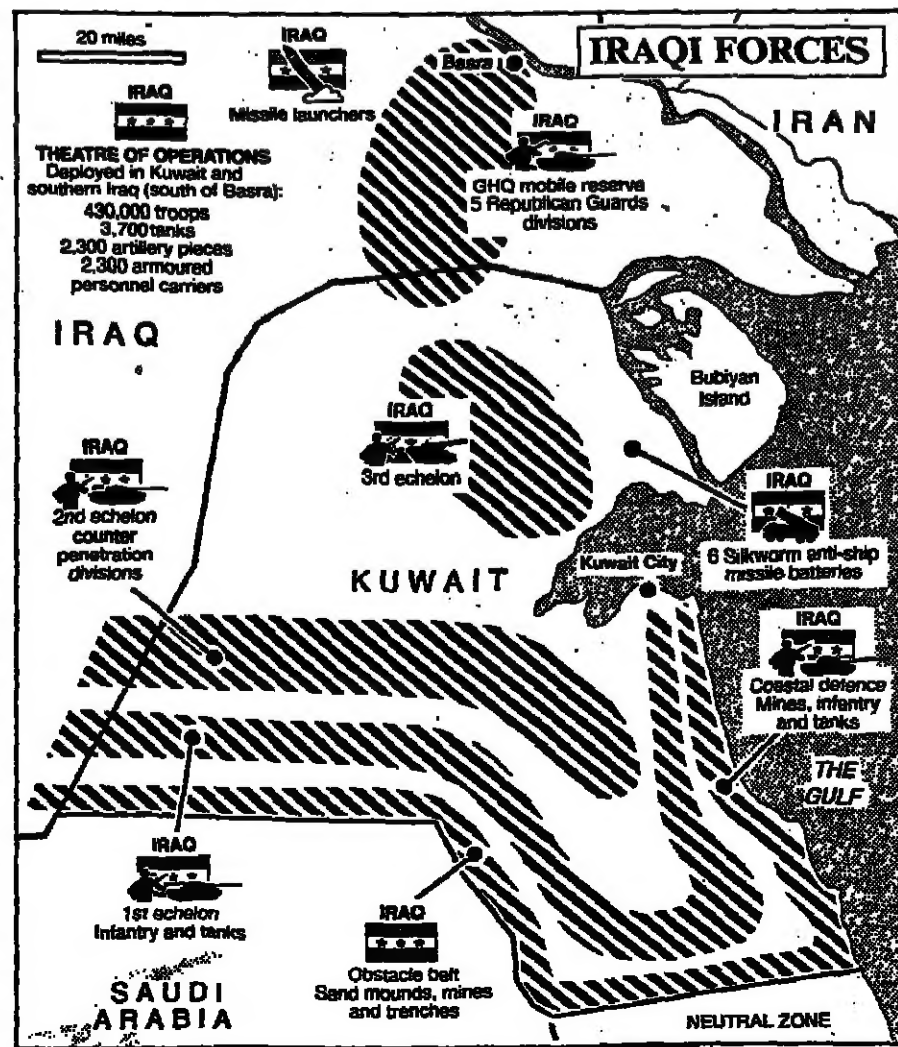 20 miles
IRAQ
Missile launchers
Basra
IRAQI FORCES
IRAN
IRAQ
THEATRE OF OPERATIONS
Deployed in Kuwait and
southern Iraq (south of Basra):
430,000 troops
3,700 tanks
2,300 artillery pieces
2,300 armoured
personnel carriers
IRAQ
GHQ mobile reserve
5 Republican Guards
divisions
IRAQ
Bubiyan
Island
IRAQ
3rd echelon
IRAQ
2nd echelon
counter
penetration
divisions
IRAQ
6 Silkworm anti-ship
missile batteries
Kuwait City
KUWAIT
IRAQ
Coastal defence
Mines, infantry
and tanks
THE
GULF
IRAQ
1st echelon
Infantry and tanks
IRAQ
Obstacle belt
Sand mounds, mines
and trenches
SAUDI
ARABIA
NEUTRAL ZONE